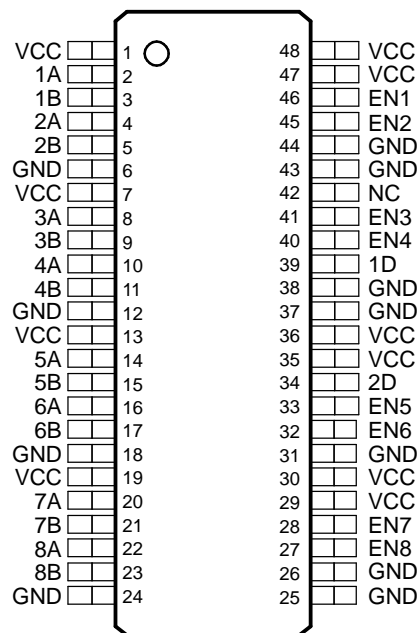 VCC 1 48 VCC
1A 2 47 VCC
1B 3 46 EN1
2A 4 45 EN2
2B 5 44 GND
GND 6 43 GND
VCC 7 42 NC
3A 8 41 EN3
3B 9 40 EN4
4A 10 39 1D
4B 11 38 GND
GND 12 37 GND
VCC 13 36 VCC
5A 14 35 VCC
5B 15 34 2D
6A 16 33 EN5
6B 17 32 EN6
GND 18 31 GND
VCC 19 30 VCC
7A 20 29 VCC
7B 21 28 EN7
8A 22 27 EN8
8B 23 26 GND
GND 24 25 GND